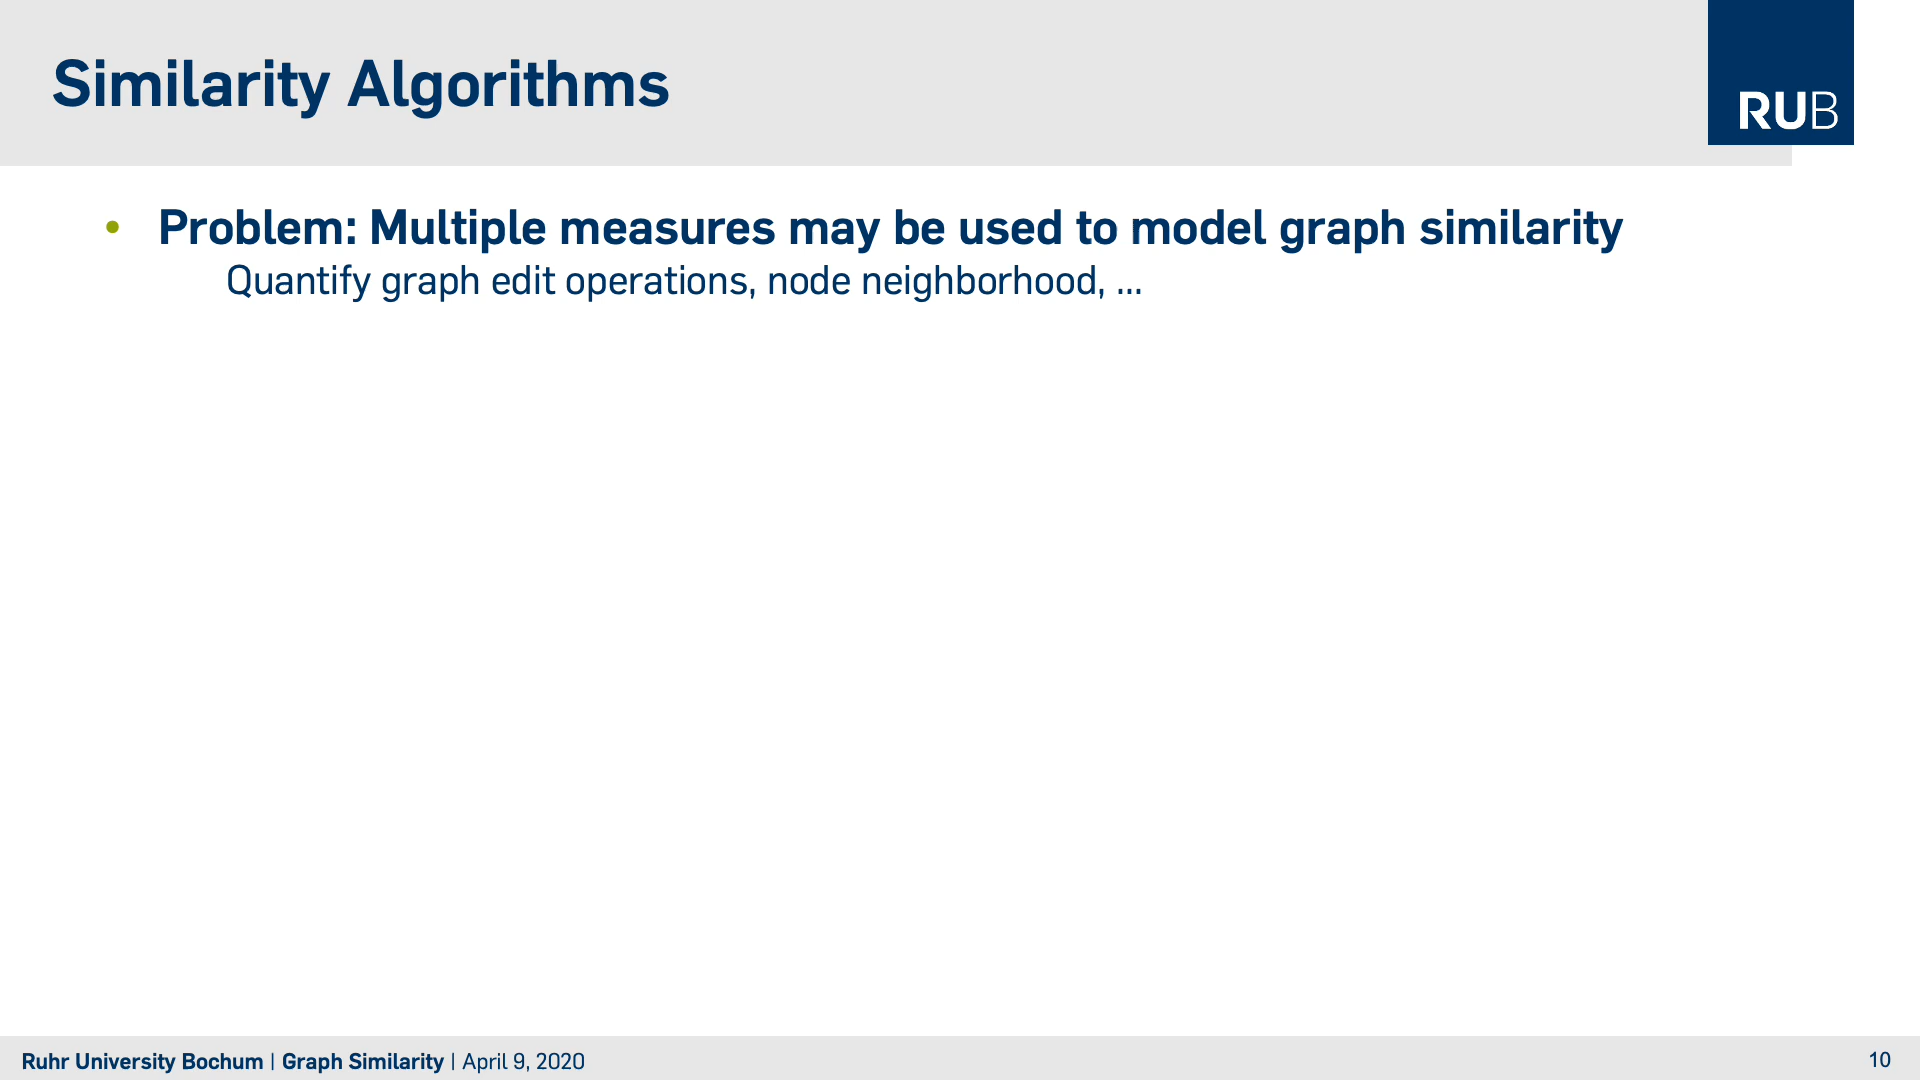 Similarity Algorithms
RUB
• Problem: Multiple measures may be used to model graph similarity
Quantify graph edit operations, node neighborhood, ...
Ruhr University Bochum | Graph Similarity | April 9, 2020
10